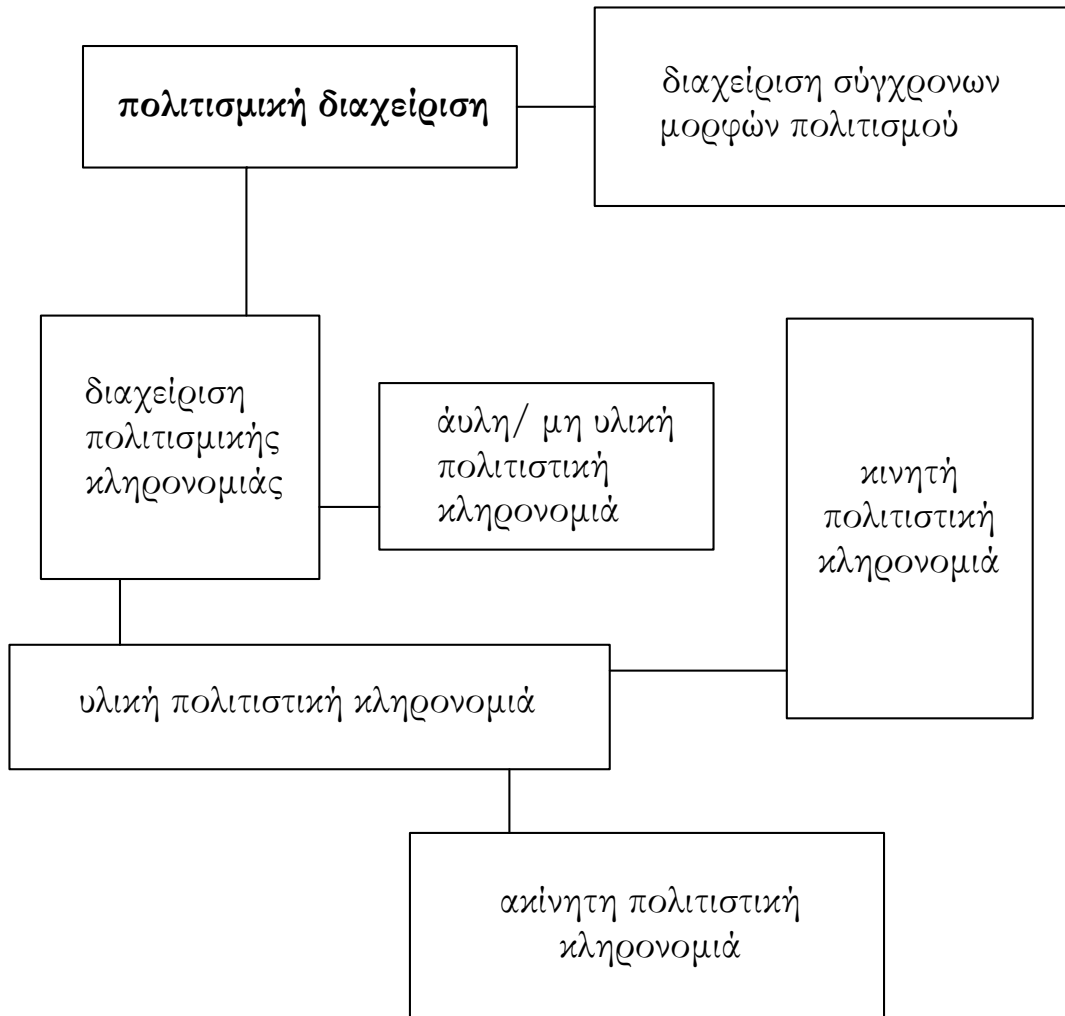 πολιτισμική διαχείριση
διαχείριση σύγχρονων
μορφών πολιτισμού
διαχείριση
πολιτισμικής
κληρονομιάς
άυλη/ μη υλική
πολιτιστική
κληρονομιά
κινητή
πολιτιστική
κληρονομιά
υλική πολιτιστική κληρονομιά
ακίνητη πολιτιστική
κληρονομιά